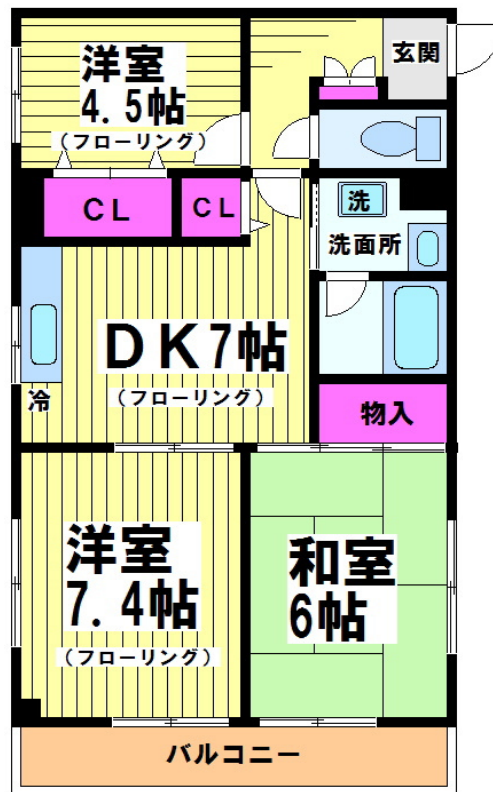 洋室
4.5帖
(フローリング)
玄関
CL
CL
洗
洗面所
DK7帖
(フローリング)
冷
物入
洋室
7.4帖
(フローリング)
和室
6帖
バルコニー